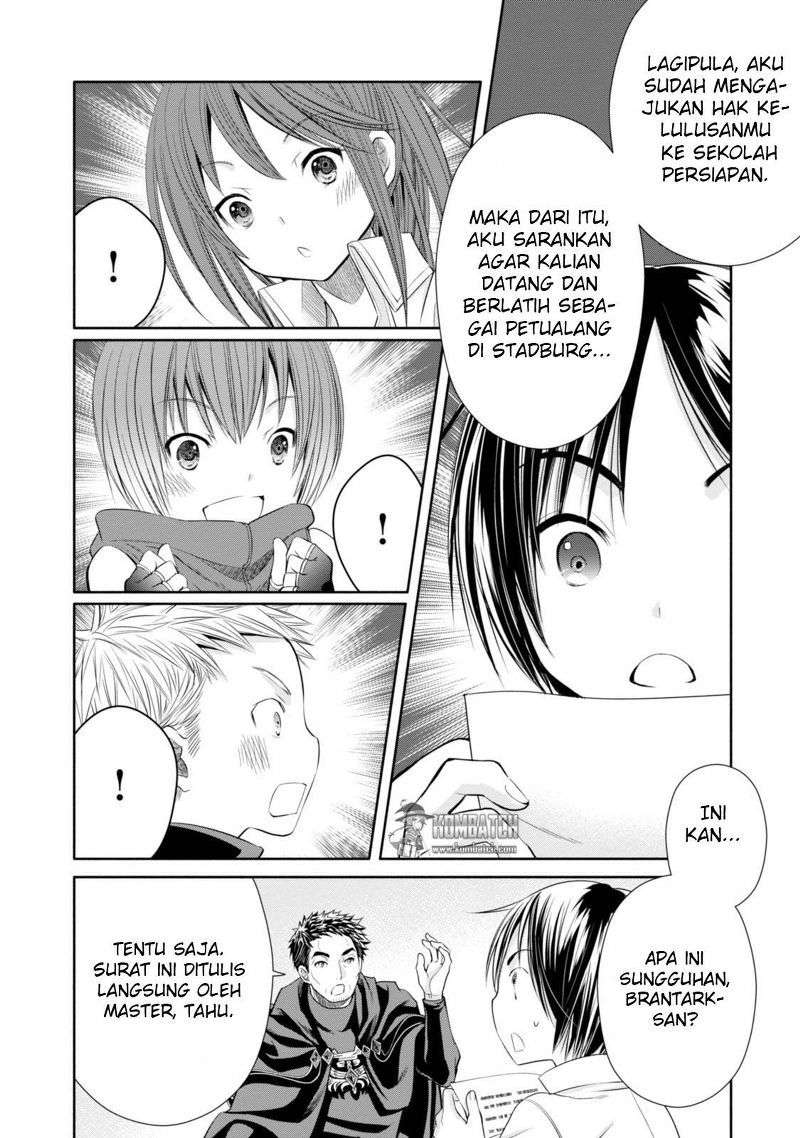 LAGIPULA, AKU
SUDAH MENGA-
JUKAN HAK KE-
LULUSANMU
KE SEKOLAH
PERSIAPAN.
MAKA DARI ITU,
AKU SARANKAN
AGAR KALIAN
DATANG DAN
BERLATIH SEBA-
GAI PETUALANG
DI STADBURG...
!
!
!
INI
KAN...
APA INI
SUNGGUHAN,
BRANTARK-
SAN?
TENTU SAJA.
SURAT INI DITULIS
LANGSUNG OLEH
MASTER, TAHU.
KOMBATCH